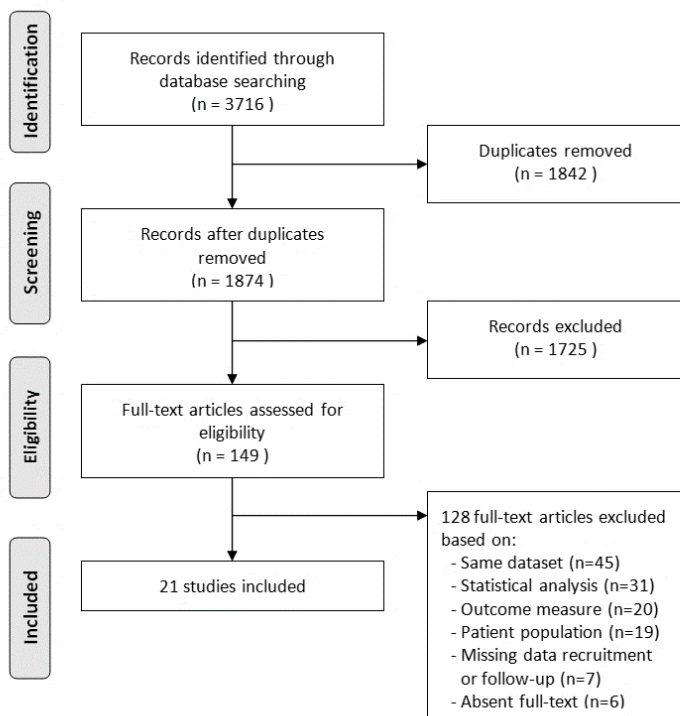 Identification
Records identified through
database searching
(n = 3716 )
Duplicates removed
(n = 1842 )
Screening
Records after duplicates
removed
(n = 1874 )
Records excluded
(n = 1725 )
Eligibility
Full-text articles assessed for
eligibility
(n = 149 )
128 full-text articles excluded
based on:
- Same dataset (n=45)
- Statistical analysis (n=31)
- Outcome measure (n=20)
- Patient population (n=19)
- Missing data recruitment
or follow-up (n=7)
- Absent full-text (n=6)
Included
21 studies included